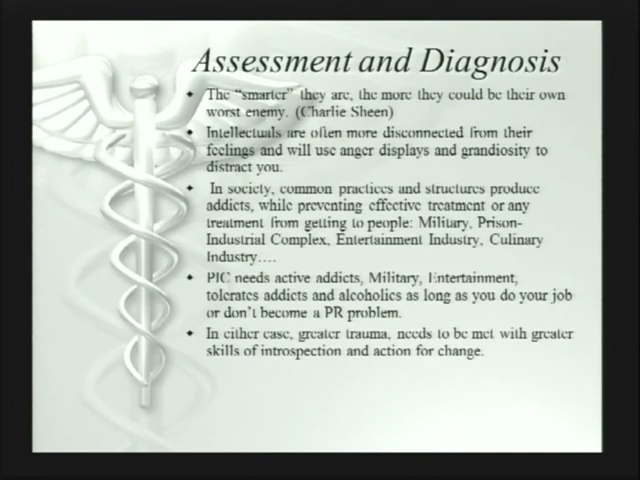 Assessment and Diagnosis
• The "smarter" they are, the more they could be their own
worst enemy. (Charlie Sheen)
• Intellectuals are often more disconnected from their
feelings and will use anger displays and grandiosity to
distract you.
• In society, common practices and structures produce
addicts, while preventing effective treatment or any
treatment from getting to people: Military, Prison-
Industrial Complex, Entertainment Industry, Culinary
Industry….
• PIC needs active addicts, Military, Entertainment,
tolerates addicts and alcoholics as long as you do your job
or don't become a PR problem.
• In either case, greater trauma, needs to be met with greater
skills of introspection and action for change.